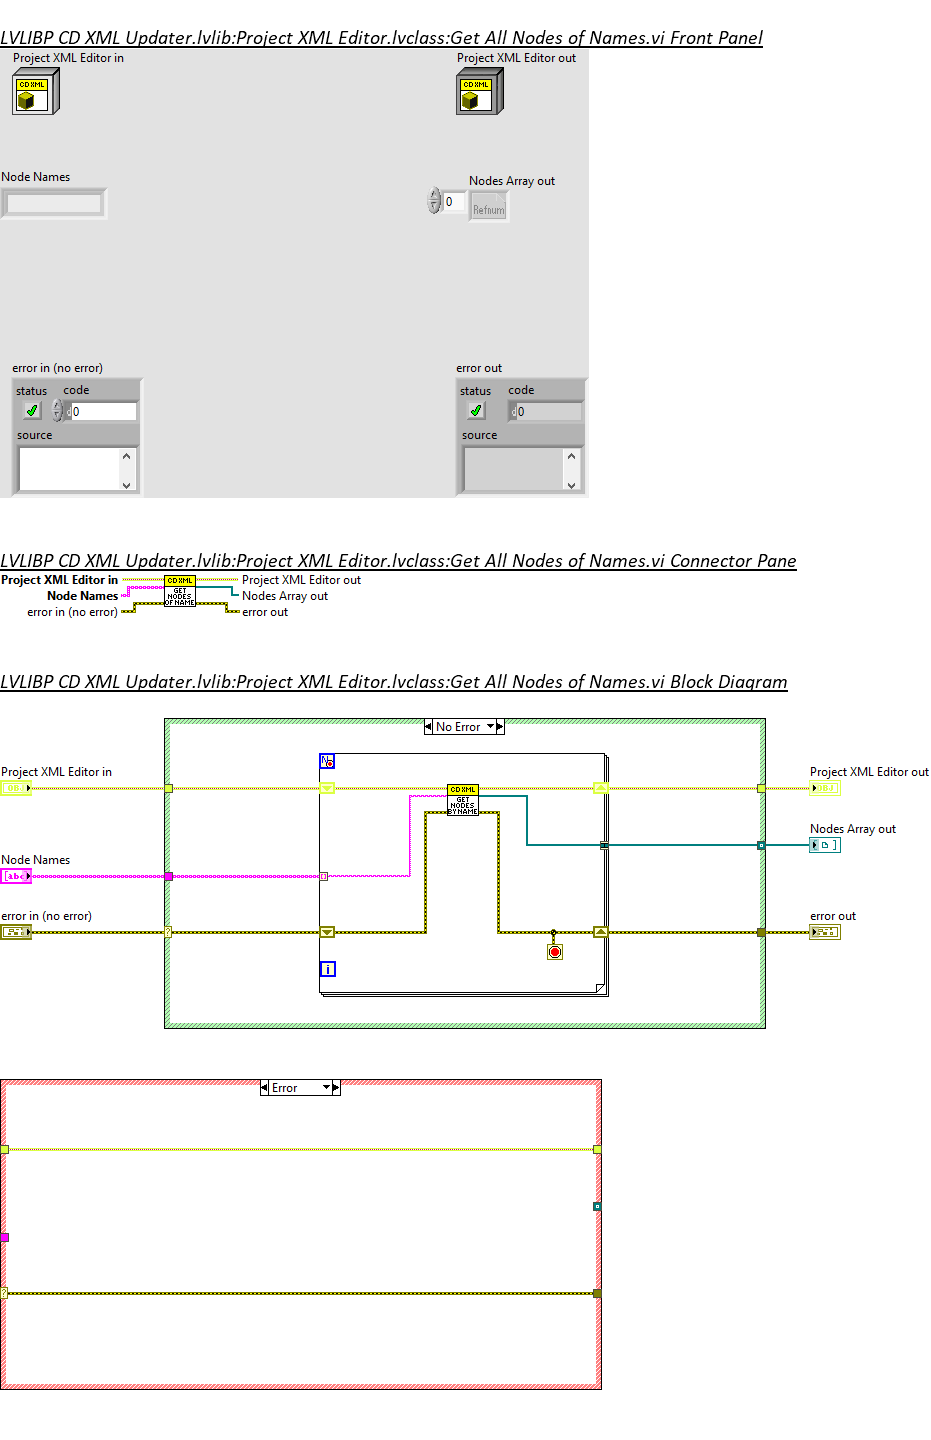 LVLIBP CD XML Updater.lvlib:Project XML Editor.lvclass:Get All Nodes of Names.vi Front Panel
Project XML Editor in
Project XML Editor out
CD XML
CD XML
Node Names
Nodes Array out
0
Refnum
error in (no error)
error out
status
code
status
code
d 0
d 0
source
source
LVLIBP CD XML Updater.lvlib:Project XML Editor.lvclass:Get All Nodes of Names.vi Connector Pane
Project XML Editor in
CD XML
Project XML Editor out
Node Names
GET
NODES
OF NAME
Nodes Array out
error in (no error)
error out
LVLIBP CD XML Updater.lvlib:Project XML Editor.lvclass:Get All Nodes of Names.vi Block Diagram
No Error
N
Project XML Editor in
Project XML Editor out
OBJ
OBJ
CD XML
GET
NODES
BY NAME
Nodes Array out
Node Names
[abc]
error in (no error)
error out
?
i
Error
?